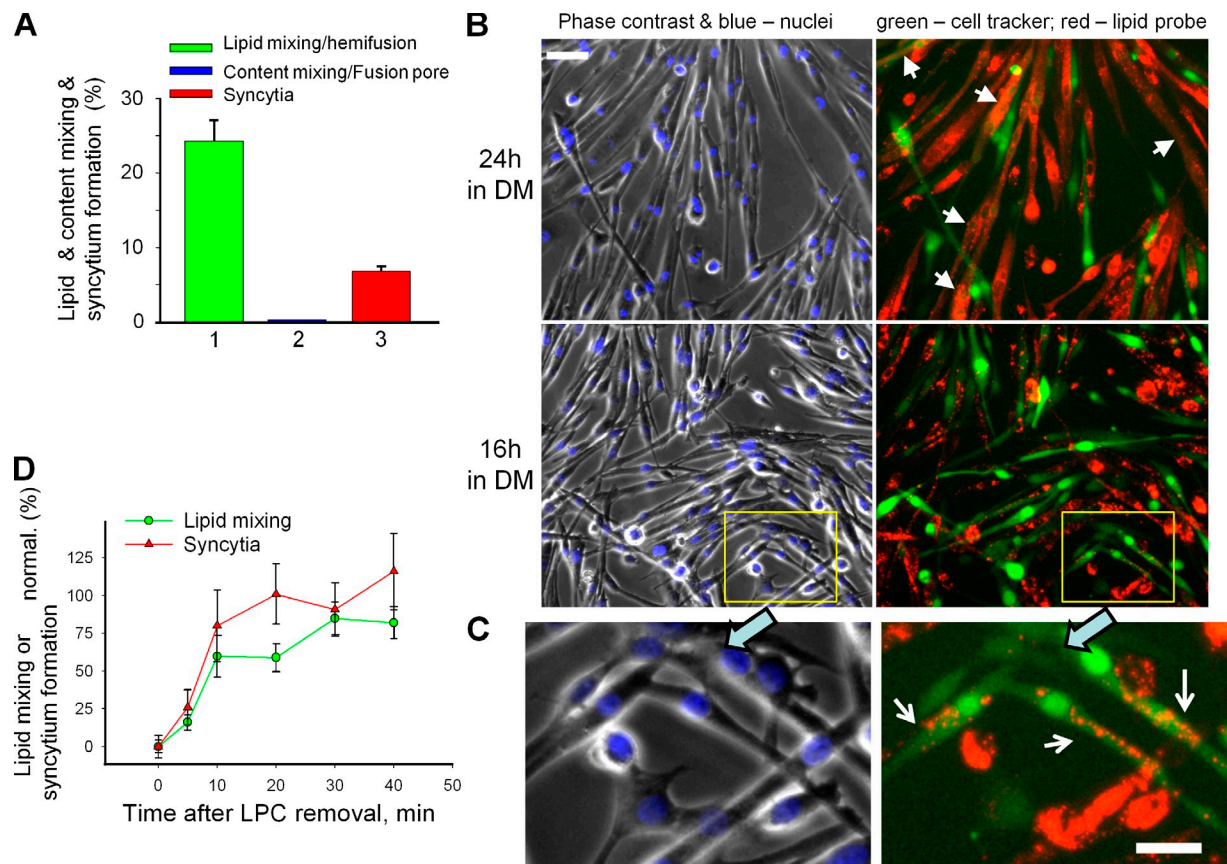 A
Lipid mixing/hemifusion
Content mixing/Fusion pore
Syncytia
Lipid & content mixing &
syncytium formation (%)
30
20
10
0
1 2 3
B
Phase contrast & blue – nuclei
green – cell tracker; red – lipid probe
24h
in DM
16h
in DM
C
D
Lipid mixing
Syncytia
Lipid mixing or normal. (%)
syncytium formation
125
100
75
50
25
0
0 10 20 30 40 50
Time after LPC removal, min